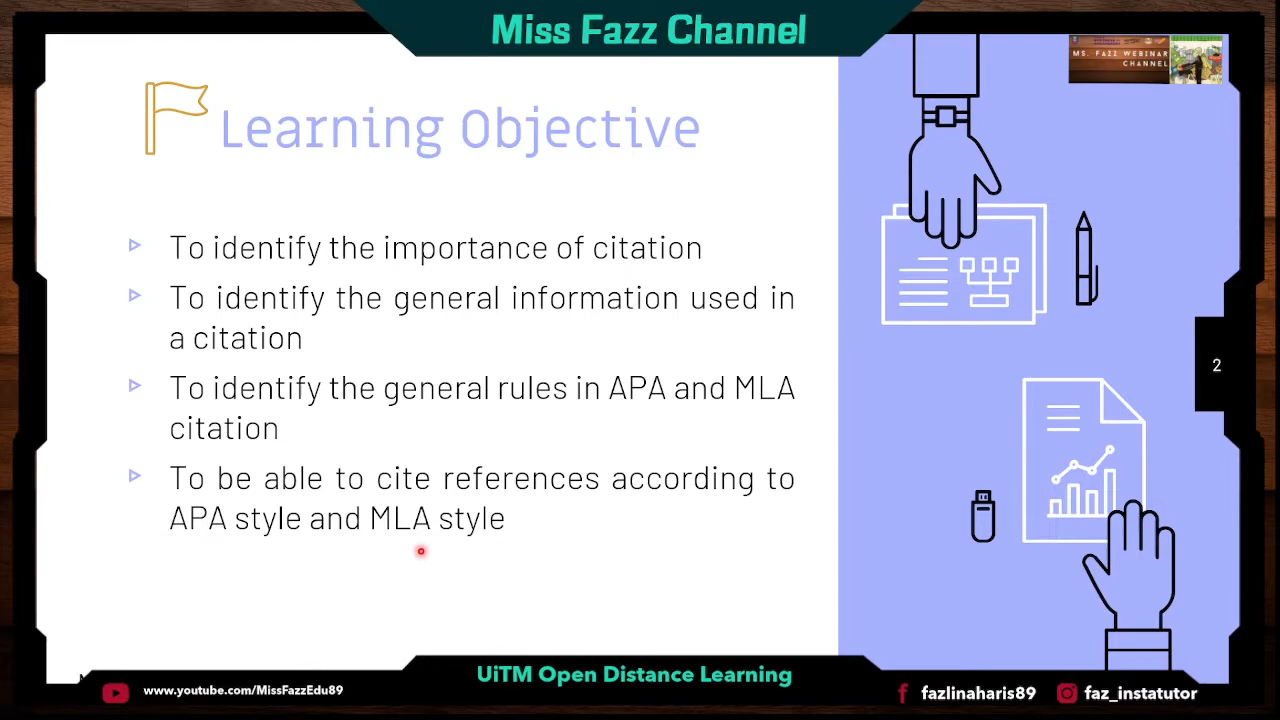 Miss Fazz Channel
MS. FAZZ WEBINAR
CHANNEL
Learning Objective
To identify the importance of citation
To identify the general information used in
a citation
To identify the general rules in APA and MLA
citation
To be able to cite references according to
APA style and MLA style
2
UiTM Open Distance Learning
www.youtube.com/MissFazzEdu89
fazlinaharis89
faz_instatutor